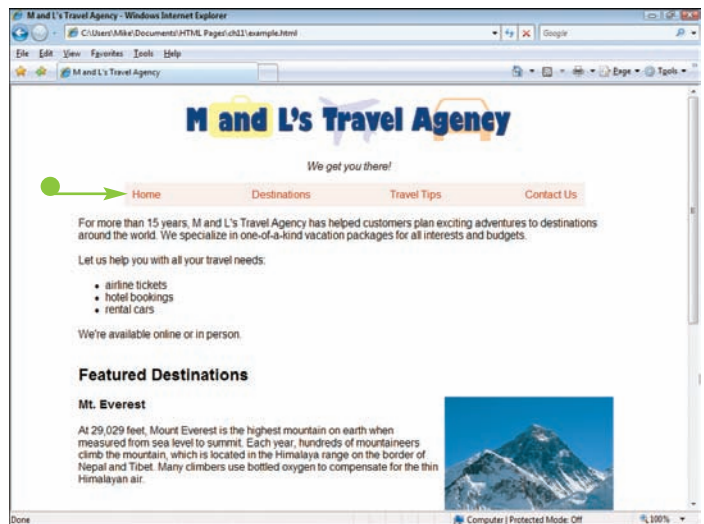 M and L's Travel Agency - Windows Internet Explorer
C:\Users\Mike\Documents\HTML Pages\ch11\example.html
Google
File Edit View Favorites Tools Help
M and L's Travel Agency
Page Tools
M and L's Travel Agency
We get you there!
Home Destinations Travel Tips Contact Us
For more than 15 years, M and L's Travel Agency has helped customers plan exciting adventures to destinations
around the world. We specialize in one-of-a-kind vacation packages for all interests and budgets.
Let us help you with all your travel needs:
airline tickets
hotel bookings
rental cars
We're available online or in person.
Featured Destinations
Mt. Everest
At 29,029 feet, Mount Everest is the highest mountain on earth when
measured from sea level to summit. Each year, hundreds of mountaineers
climb the mountain, which is located in the Himalaya range on the border of
Nepal and Tibet. Many climbers use bottled oxygen to compensate for the thin
Himalayan air.
Done Computer | Protected Mode: Off 100%